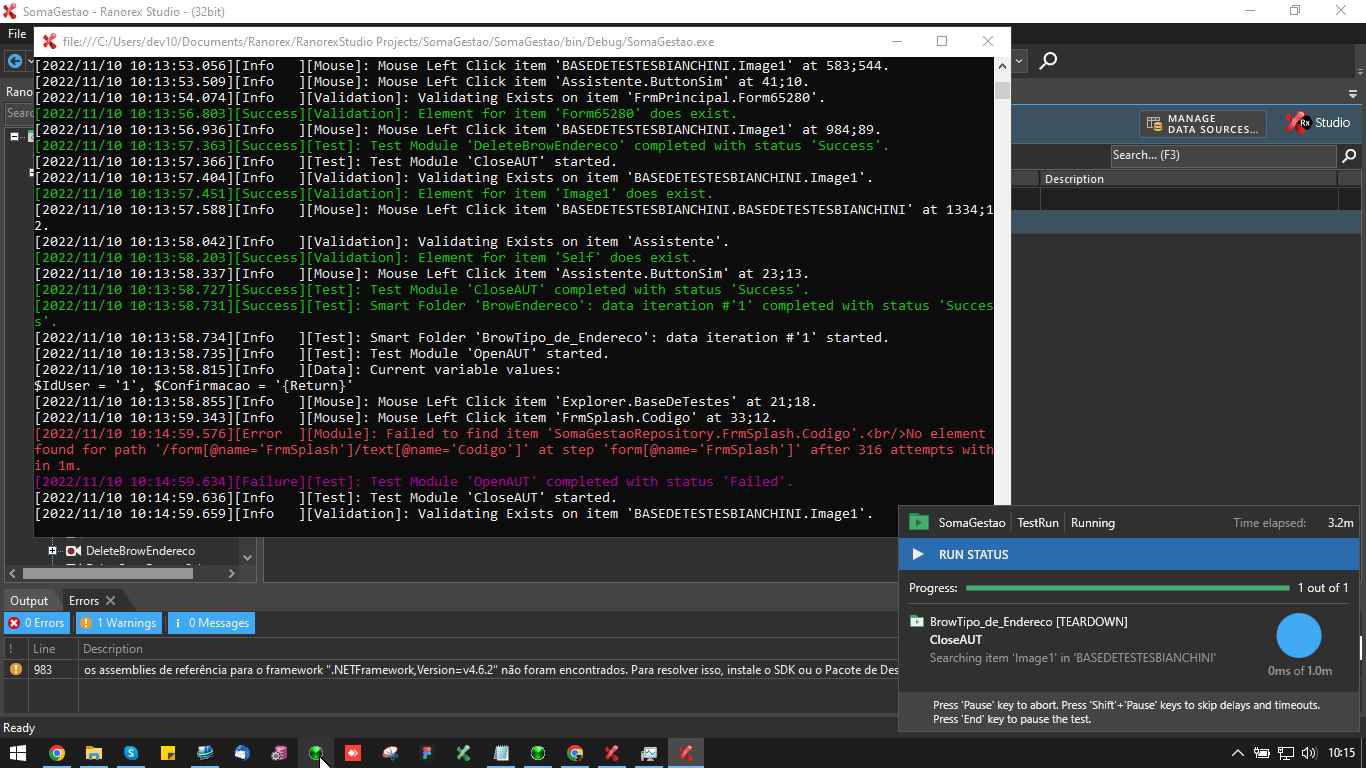 SomaGestao - Ranorex Studio - (32bit)
File
file:///C:/Users/dev10/Documents/Ranorex/RanorexStudio Projects/SomaGestao/SomaGestao/bin/Debug/SomaGestao.exe
[2022/11/10 10:13:53.056][Info   ][Mouse]: Mouse Left Click item 'BASEDETESTESBIANCHINI.Image1' at 583;544.
[2022/11/10 10:13:53.509][Info   ][Mouse]: Mouse Left Click item 'Assistente.ButtonSim' at 41;10.
[2022/11/10 10:13:54.074][Info   ][Validation]: Validating Exists on item 'FrmPrincipal.Form65280'.
[2022/11/10 10:13:56.803][Success][Validation]: Element for item 'Form65280' does exist.
[2022/11/10 10:13:56.936][Info   ][Mouse]: Mouse Left Click item 'BASEDETESTESBIANCHINI.Image1' at 984;89.
[2022/11/10 10:13:57.363][Success][Test]: Test Module 'DeleteBrowEndereco' completed with status 'Success'.
[2022/11/10 10:13:57.366][Info   ][Test]: Test Module 'CloseAUT' started.
[2022/11/10 10:13:57.404][Info   ][Validation]: Validating Exists on item 'BASEDETESTESBIANCHINI.Image1'.
[2022/11/10 10:13:57.451][Success][Validation]: Element for item 'Image1' does exist.
[2022/11/10 10:13:57.588][Info   ][Mouse]: Mouse Left Click item 'BASEDETESTESBIANCHINI.BASEDETESTESBIANCHINI' at 1334;1
2.
[2022/11/10 10:13:58.042][Info   ][Validation]: Validating Exists on item 'Assistente'.
[2022/11/10 10:13:58.203][Success][Validation]: Element for item 'Self' does exist.
[2022/11/10 10:13:58.337][Info   ][Mouse]: Mouse Left Click item 'Assistente.ButtonSim' at 23;13.
[2022/11/10 10:13:58.727][Success][Test]: Test Module 'CloseAUT' completed with status 'Success'.
[2022/11/10 10:13:58.731][Success][Test]: Smart Folder 'BrowEndereco': data iteration #'1' completed with status 'Succes
s'.
[2022/11/10 10:13:58.734][Info   ][Test]: Smart Folder 'BrowTipo_de_Endereco': data iteration #'1' started.
[2022/11/10 10:13:58.735][Info   ][Test]: Test Module 'OpenAUT' started.
[2022/11/10 10:13:58.815][Info   ][Data]: Current variable values:
$IdUser = '1', $Confirmacao = '{Return}'
[2022/11/10 10:13:58.855][Info   ][Mouse]: Mouse Left Click item 'Explorer.BaseDeTestes' at 21;18.
[2022/11/10 10:13:59.343][Info   ][Mouse]: Mouse Left Click item 'FrmSplash.Codigo' at 33;12.
[2022/11/10 10:14:59.576][Error  ][Module]: Failed to find item 'SomaGestaoRepository.FrmSplash.Codigo'.<br/>No element
found for path '/form[@name='FrmSplash']/text[@name='Codigo']' at step 'form[@name='FrmSplash']' after 316 attempts with
in 1m.
[2022/11/10 10:14:59.634][Failure][Test]: Test Module 'OpenAUT' completed with status 'Failed'.
[2022/11/10 10:14:59.636][Info   ][Test]: Test Module 'CloseAUT' started.
[2022/11/10 10:14:59.659][Info   ][Validation]: Validating Exists on item 'BASEDETESTESBIANCHINI.Image1'.
Rano
Searc
MANAGE
DATA SOURCES...
Rx Studio
Search... (F3)
Description
DeleteBrowEndereco
SomaGestao TestRun Running Time elapsed: 3.2m
RUN STATUS
Progress: 1 out of 1
BrowTipo_de_Endereco [TEARDOWN]
CloseAUT
Searching item 'Image1' in 'BASEDETESTESBIANCHINI'
0ms of 1.0m
Press 'Pause' key to abort. Press 'Shift'+'Pause' keys to skip delays and timeouts.
Press 'End' key to pause the test.
Output Errors
0 Errors 1 Warnings 0 Messages
! Line Description
983 os assemblies de referência para o framework ".NETFramework,Version=v4.6.2" não foram encontrados. Para resolver isso, instale o SDK ou o Pacote de Des
Ready
10:15